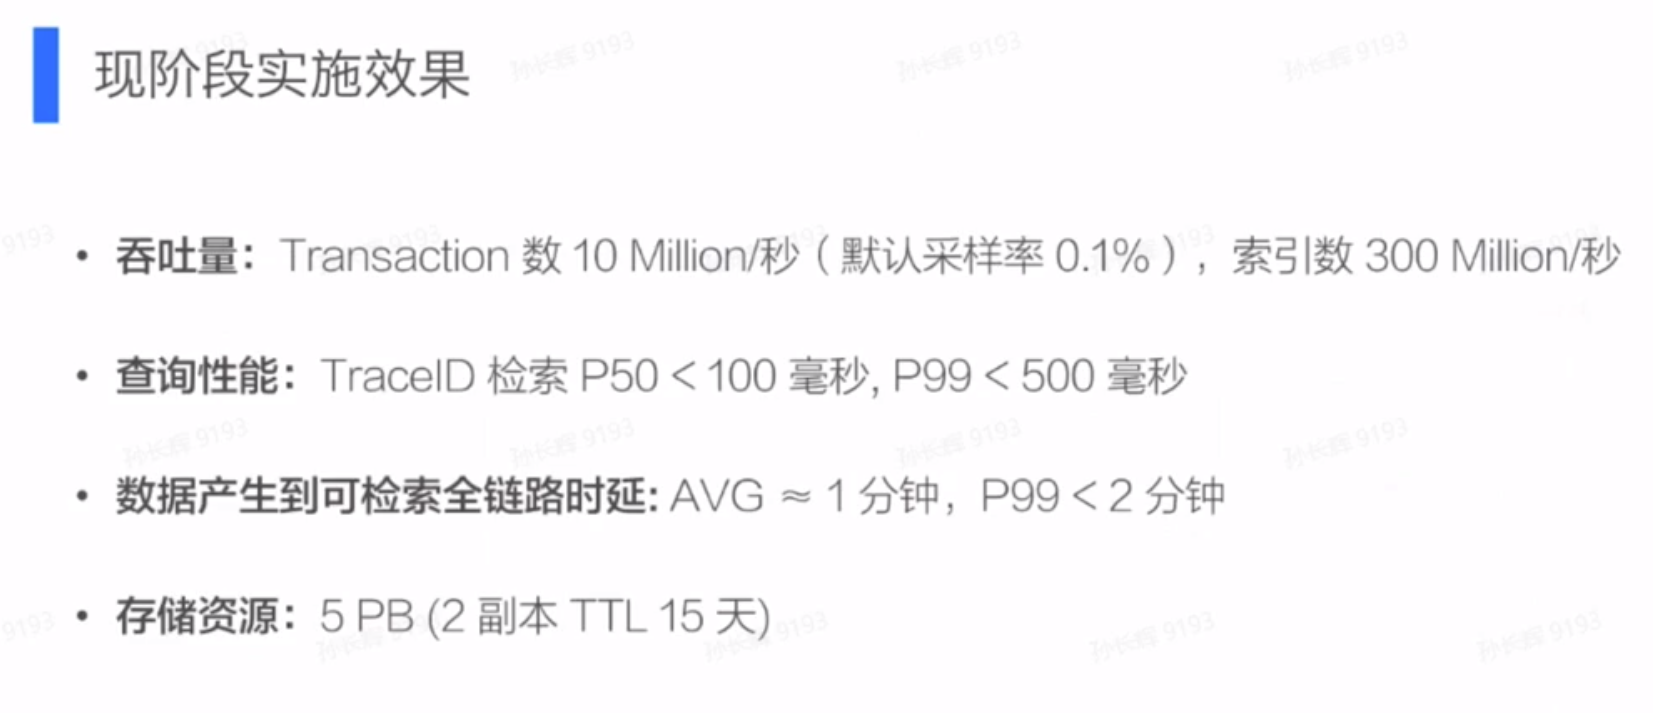 现阶段实施效果
• 吞吐量：Transaction 数 10 Million/秒（默认采样率 0.1%），索引数 300 Million/秒
• 查询性能：TraceID 检索 P50 < 100 毫秒, P99 < 500 毫秒
• 数据产生到可检索全链路时延: AVG ≈ 1 分钟，P99 < 2 分钟
• 存储资源：5 PB (2 副本 TTL 15 天)
孙长辉 9193